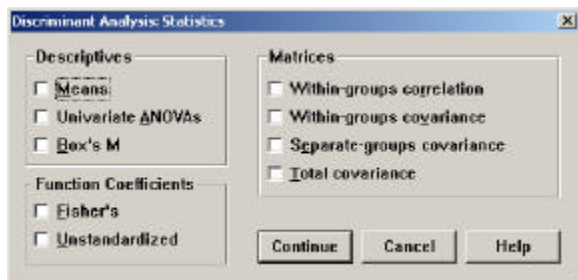 Discriminant Analysis: Statistics
Descriptives
Means
Univariate ANOVAs
Box's M
Function Coefficients
Fisher's
Unstandardized
Matrices
Within-groups correlation
Within-groups covariance
Separate-groups covariance
Total covariance
Continue
Cancel
Help